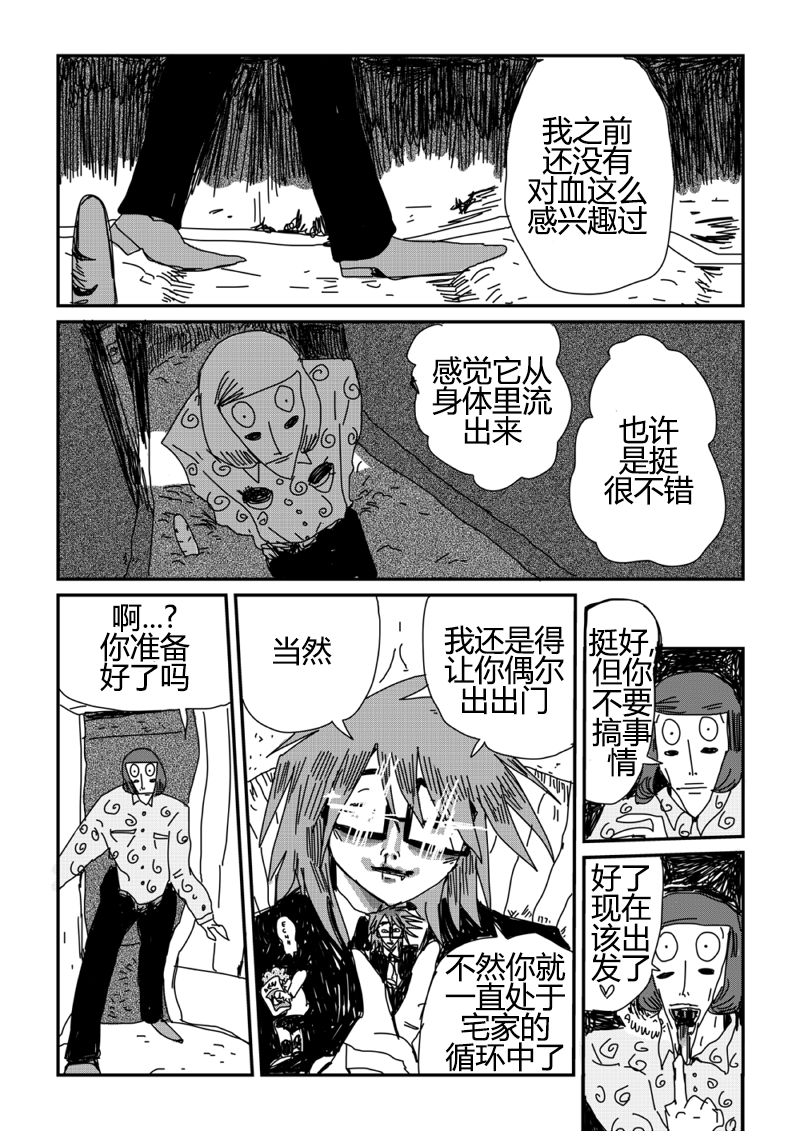 我之前
还没有
对血这么
感兴趣过
感觉它从
身体里流
出来
也许
是挺
很不错
啊...?
你准备
好了吗
当然
我还是得
让你偶尔
出出门
不然你就
一直处于
宅家的
循环中了
挺好,
但你
不要
搞事
情
好了
现在
该出
发了
♡
AWWW